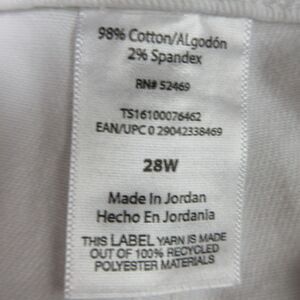 98% Cotton/ALgodón
2% Spandex
RN# 52469
TS16100076462
EAN/UPC 0 29042338469
28W
Made In Jordan
Hecho En Jordania
THIS LABEL YARN IS MADE
OUT OF 100% RECYCLED
POLYESTER MATERIALS